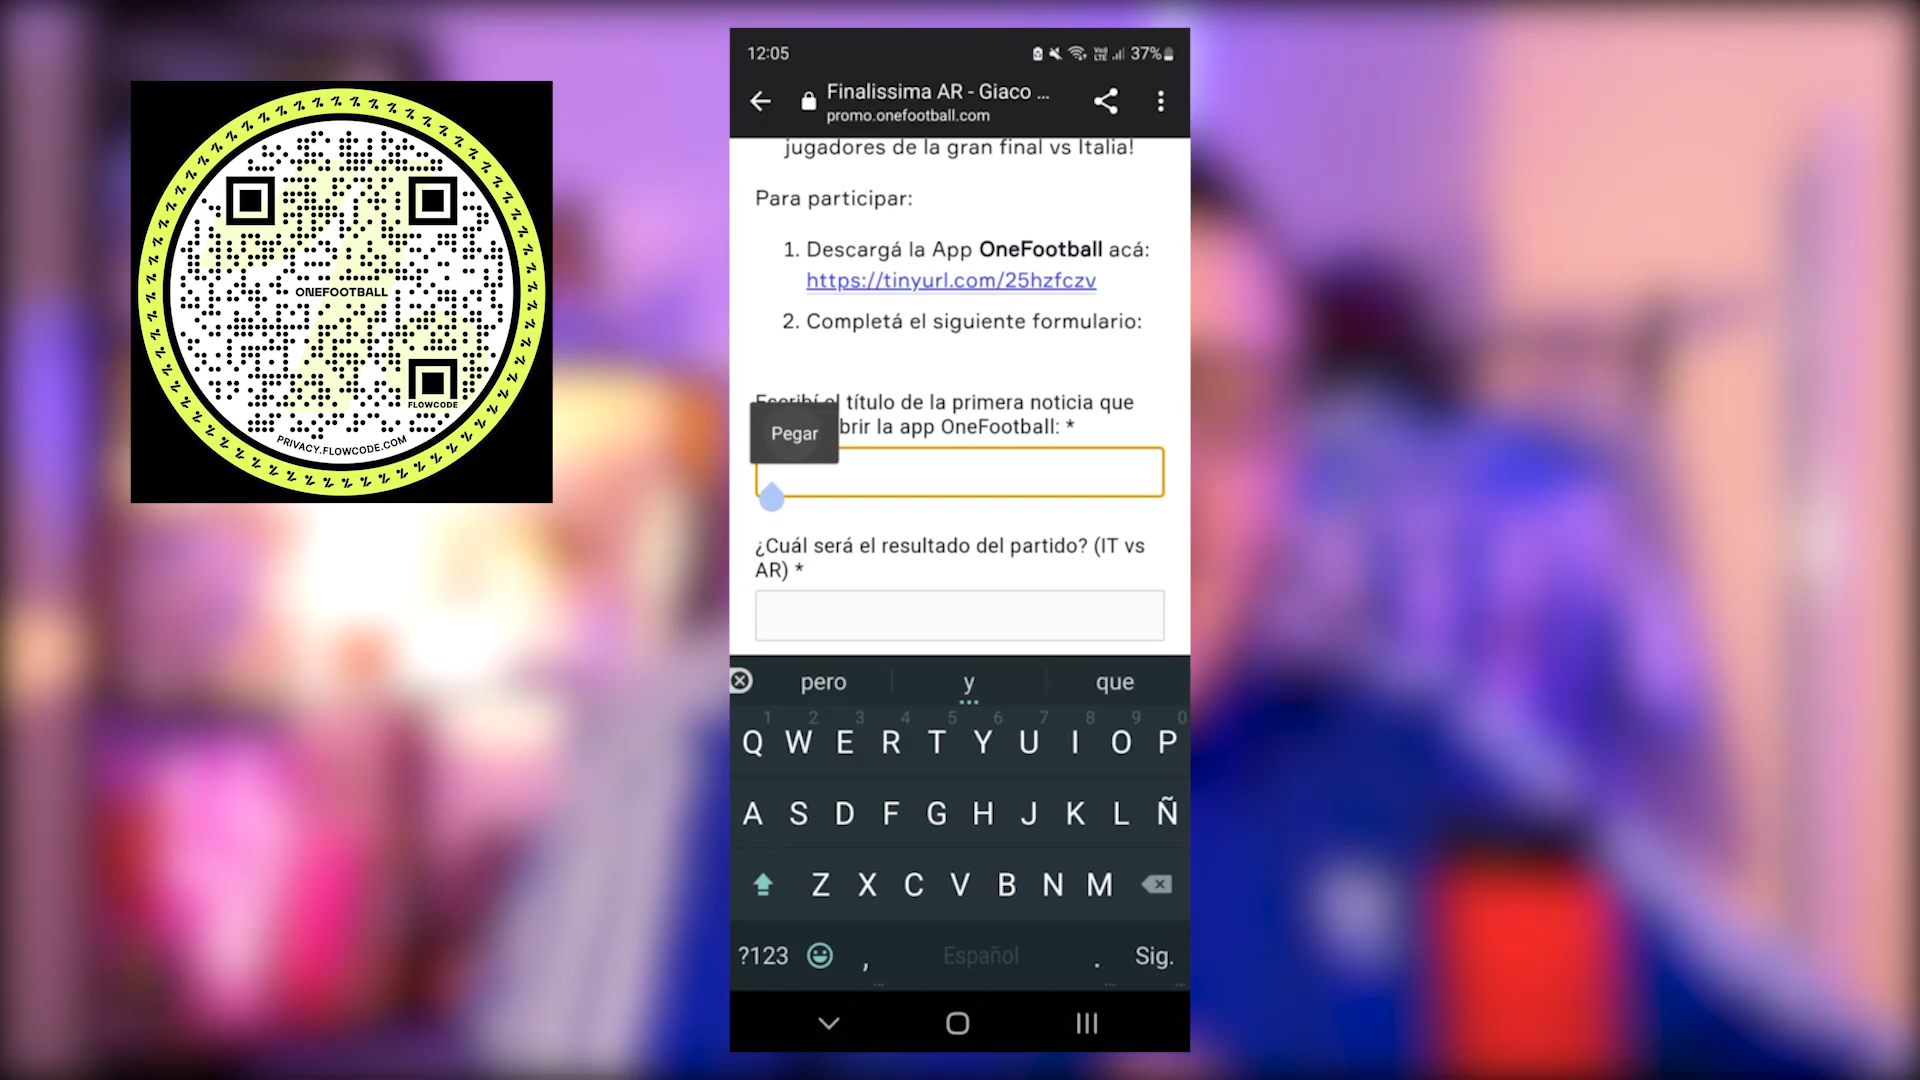 ONEFOOTBALL
FLOWCODE
PRIVACY.FLOWCODE.COM
12:05
37%
Finalissima AR - Giaco ...
promo.onefootball.com
jugadores de la gran final vs Italia!
Para participar:
1. Descargá la App OneFootball acá:
https://tinyurl.com/25hzfczv
2. Completá el siguiente formulario:
Escribí el título de la primera noticia que
brir la app OneFootball: *
Pegar
¿Cuál será el resultado del partido? (IT vs
AR) *
pero y que
1 2 3 4 5 6 7 8 9 0
Q W E R T Y U I O P
A S D F G H J K L Ñ
Z X C V B N M
?123 , Español . Sig.